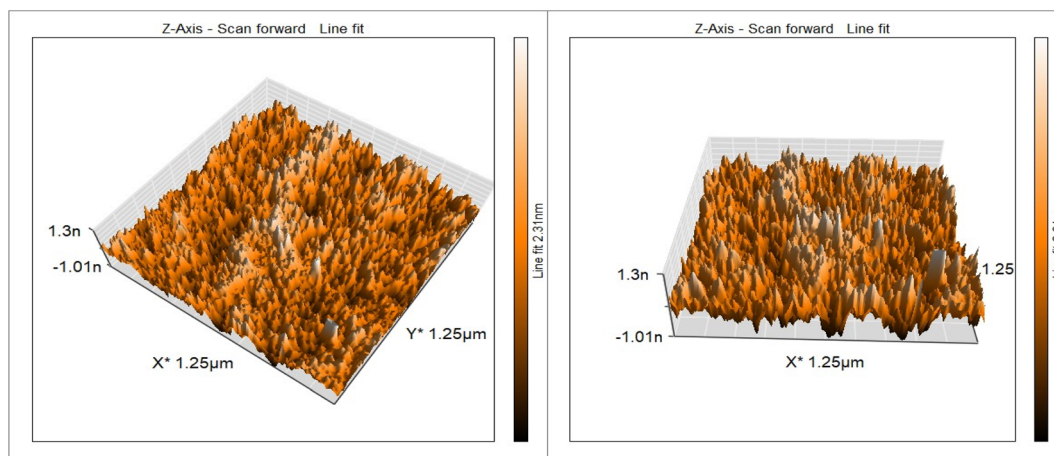 Z-Axis - Scan forward Line fit
1.3n
-1.01n
X* 1.25µm
Y* 1.25µm
Line fit 2.31nm
Z-Axis - Scan forward Line fit
1.3n
-1.01n
X* 1.25µm
1.25